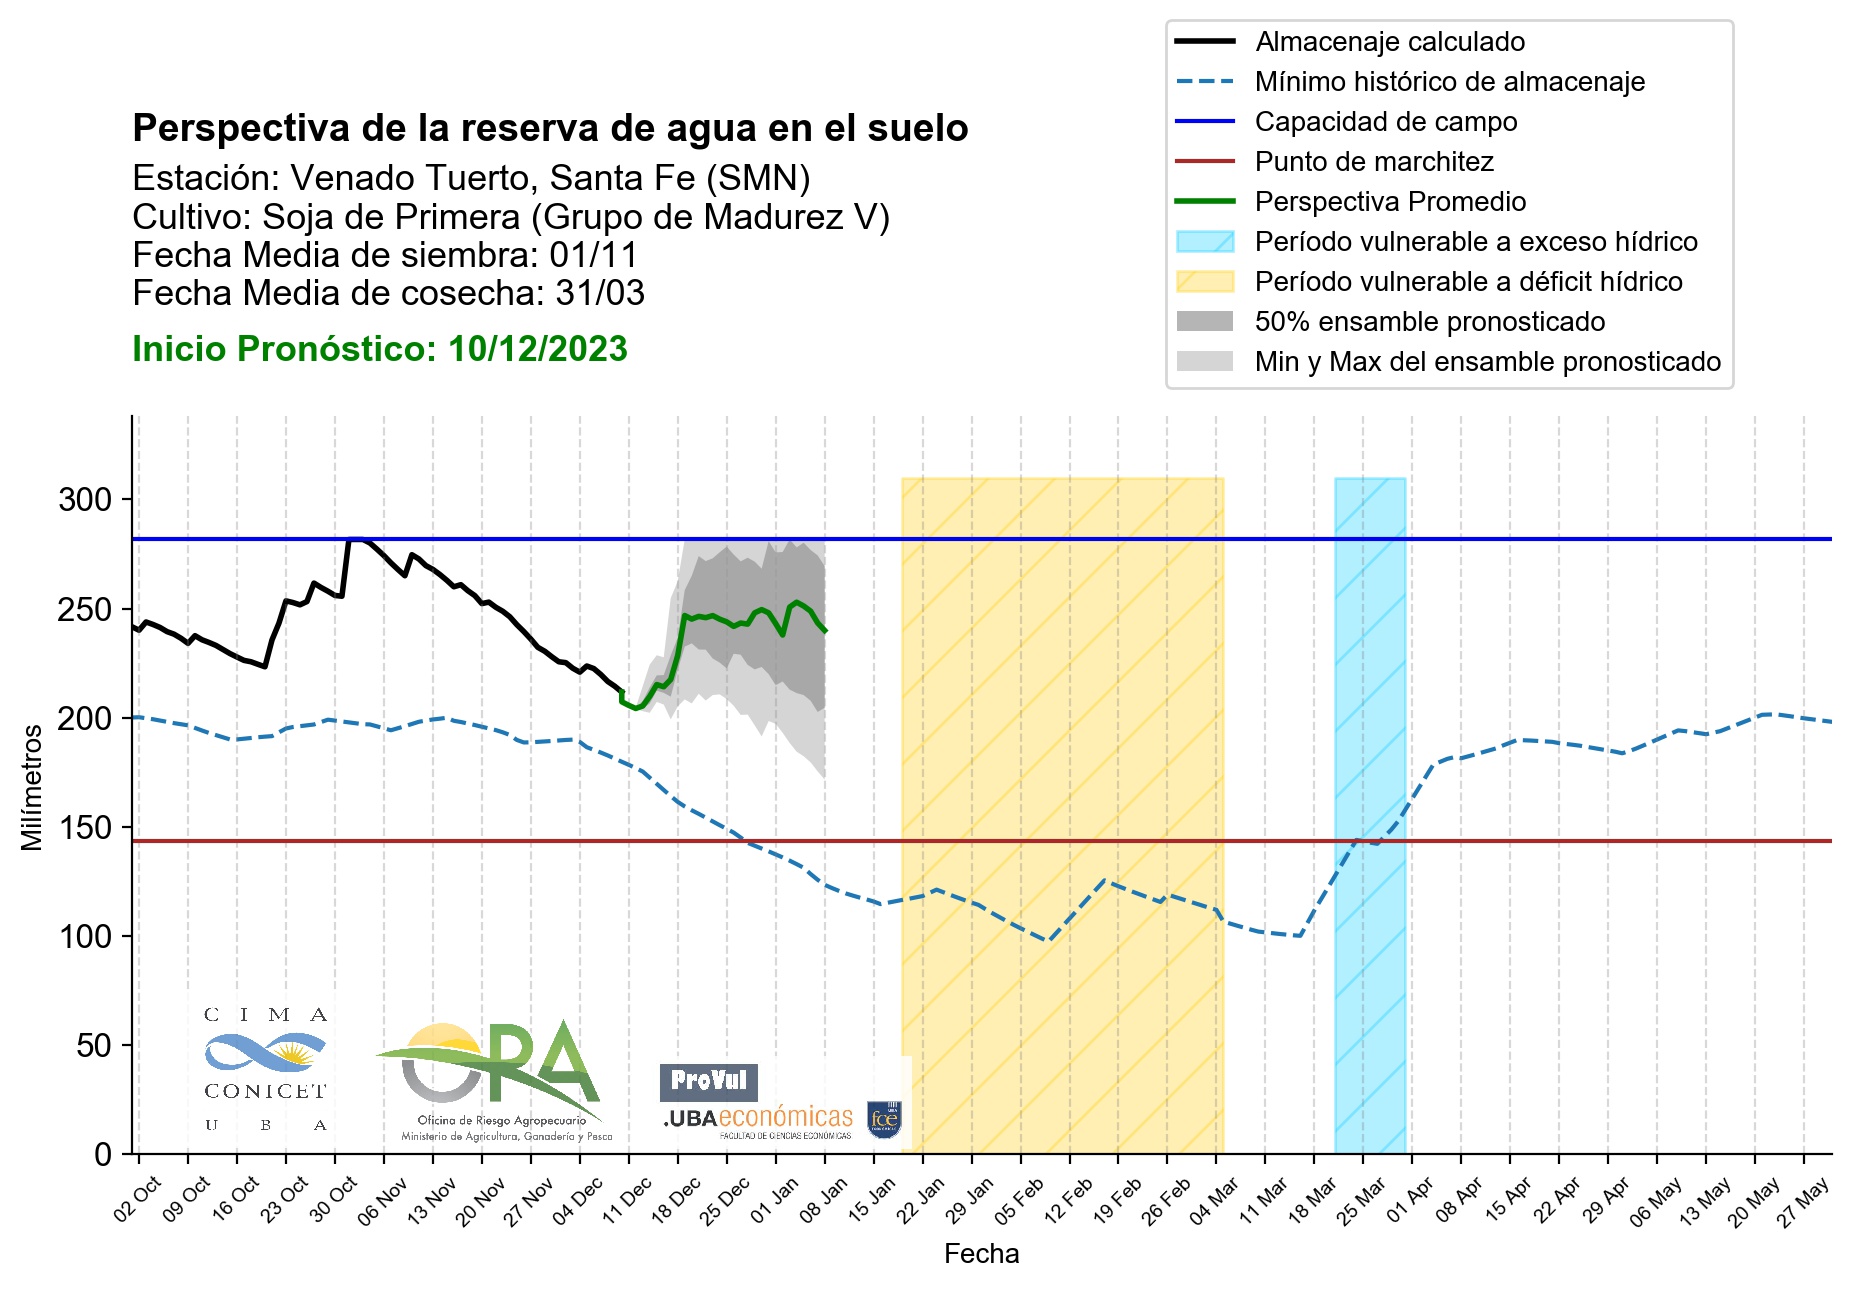 Almacenaje calculado
Mínimo histórico de almacenaje
Capacidad de campo
Punto de marchitez
Perspectiva Promedio
Período vulnerable a exceso hídrico
Período vulnerable a déficit hídrico
50% ensamble pronosticado
Min y Max del ensamble pronosticado
Perspectiva de la reserva de agua en el suelo
Estación: Venado Tuerto, Santa Fe (SMN)
Cultivo: Soja de Primera (Grupo de Madurez V)
Fecha Media de siembra: 01/11
Fecha Media de cosecha: 31/03
Inicio Pronóstico: 10/12/2023
Milímetros
300
250
200
150
100
50
0
CIMA
CONICET
UBA
ORA
Oficina de Riesgo Agropecuario
Ministerio de Agricultura, Ganadería y Pesca
ProVul
.UBAeconómicas
FACULTAD DE CIENCIAS ECONÓMICAS
UBA
fce
02 Oct
09 Oct
16 Oct
23 Oct
30 Oct
06 Nov
13 Nov
20 Nov
27 Nov
04 Dec
11 Dec
18 Dec
25 Dec
01 Jan
08 Jan
15 Jan
22 Jan
29 Jan
05 Feb
12 Feb
19 Feb
26 Feb
04 Mar
11 Mar
18 Mar
25 Mar
01 Apr
08 Apr
15 Apr
22 Apr
29 Apr
06 May
13 May
20 May
27 May
Fecha